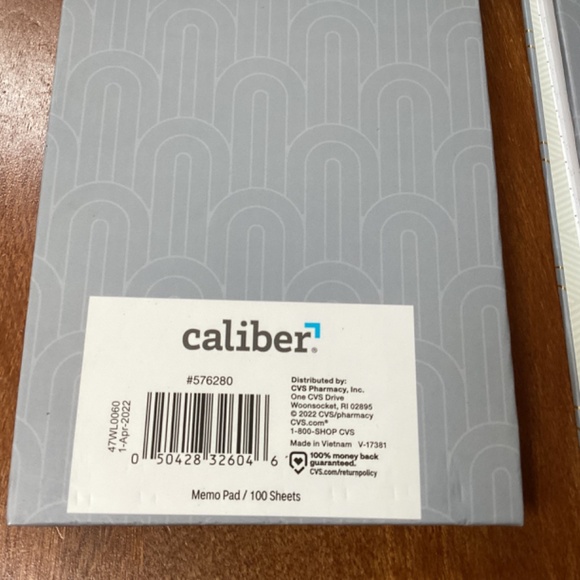 caliber®
#576280
47WL0060
1-Apr-2022
0 50428 32604 6
Distributed by:
CVS Pharmacy, Inc.
One CVS Drive
Woonsocket, RI 02895
© 2022 CVS/pharmacy
CVS.com®
1-800-SHOP CVS
Made in Vietnam V-17381
100% money back
guaranteed.
CVS.com/returnpolicy
Memo Pad / 100 Sheets